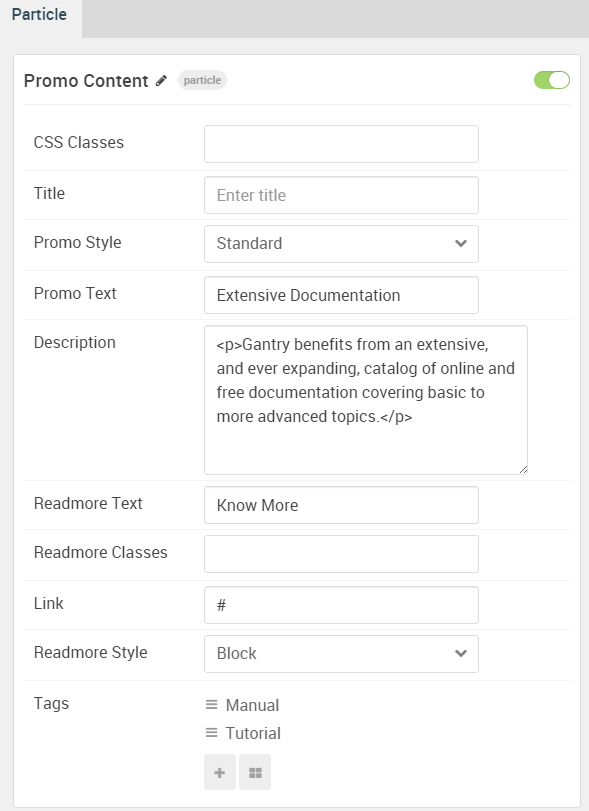 Particle
Promo Content particle
CSS Classes
Title Enter title
Promo Style Standard
Promo Text Extensive Documentation
Description <p>Gantry benefits from an extensive,
and ever expanding, catalog of online and
free documentation covering basic to
more advanced topics.</p>
Readmore Text Know More
Readmore Classes
Link #
Readmore Style Block
Tags Manual
Tutorial